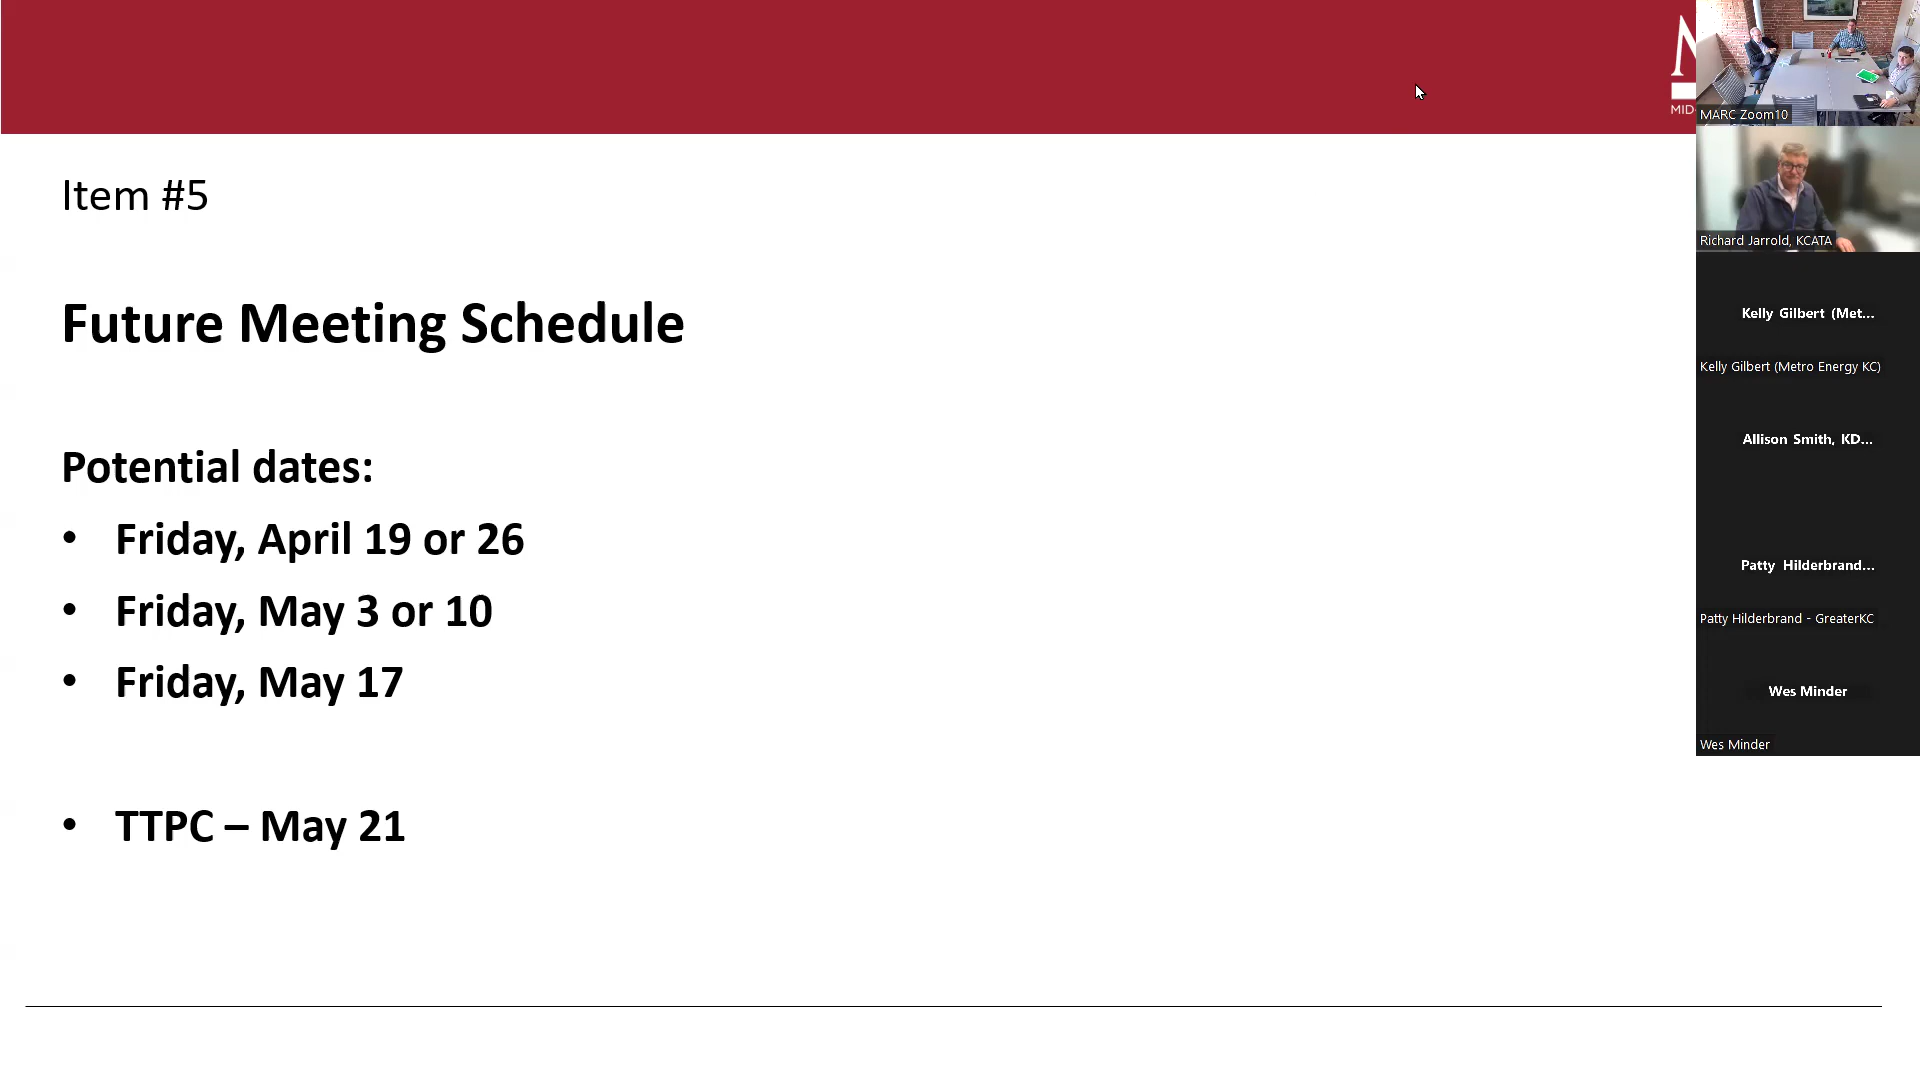 Item #5
Future Meeting Schedule
Potential dates:
• Friday, April 19 or 26
• Friday, May 3 or 10
• Friday, May 17
• TTPC – May 21
M
MID-
MARC Zoom10
Richard Jarrold, KCATA
Kelly Gilbert (Met...
Kelly Gilbert (Metro Energy KC)
Allison Smith, KD...
Patty Hilderbrand...
Patty Hilderbrand - GreaterKC
Wes Minder
Wes Minder